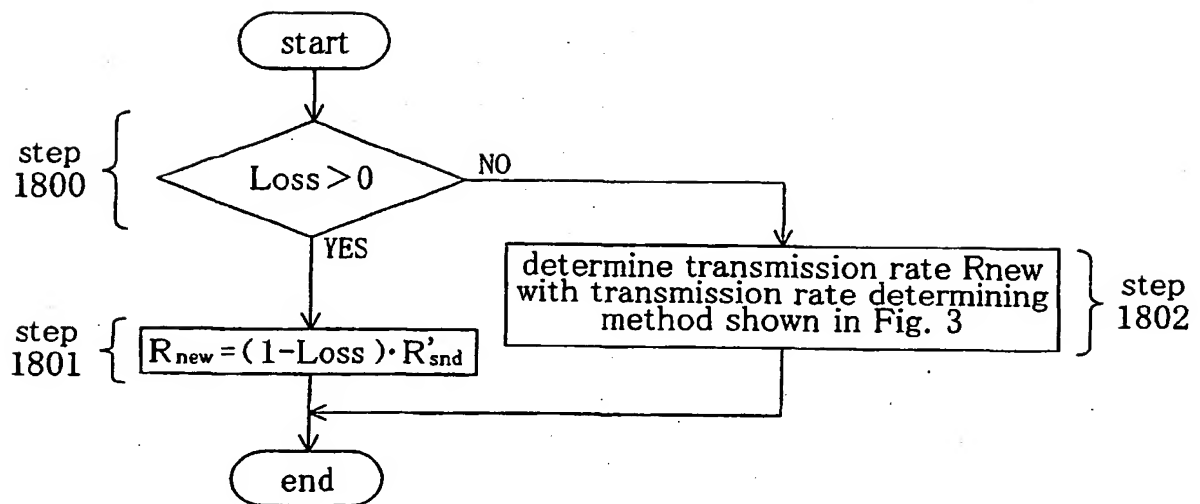 start
step
1800
Loss>0
NO
YES
determine transmission rate Rnew
with transmission rate determining
method shown in Fig. 3
step
1802
step
1801
Rnew=(1-Loss)·R'snd
end